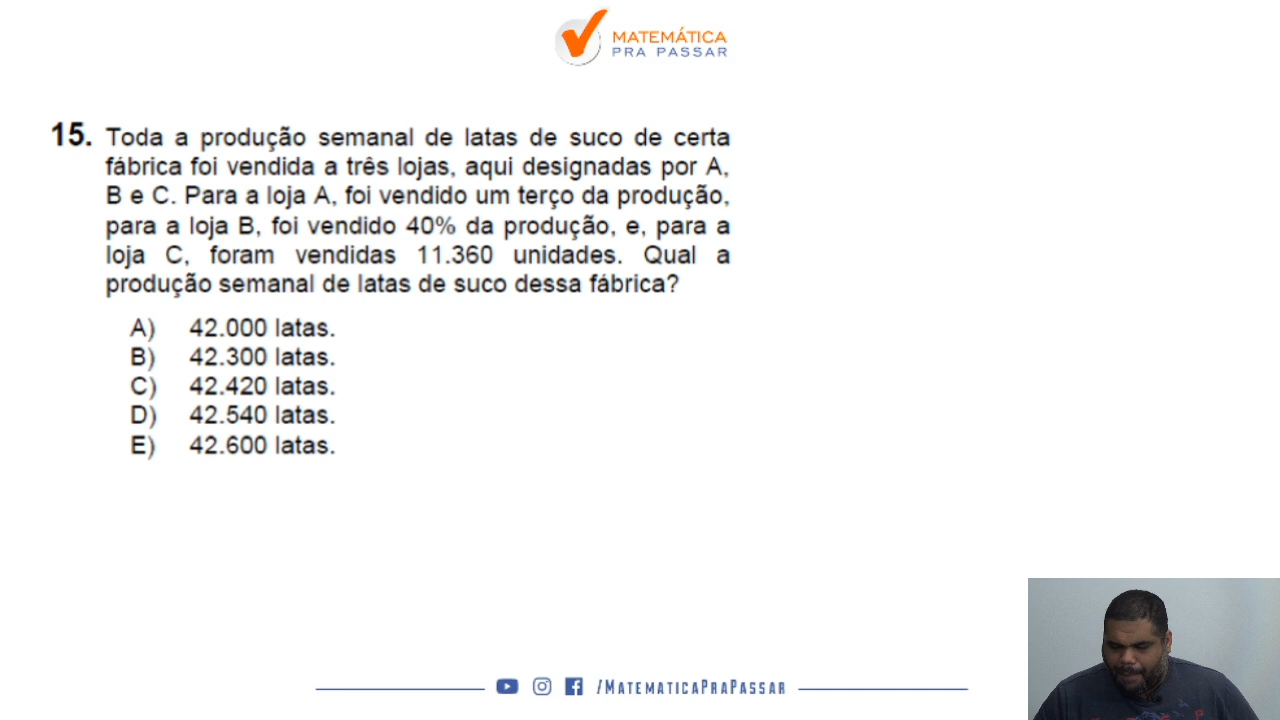 MATEMÁTICA
PRA PASSAR
15. Toda a produção semanal de latas de suco de certa
fábrica foi vendida a três lojas, aqui designadas por A,
B e C. Para a loja A, foi vendido um terço da produção,
para a loja B, foi vendido 40% da produção, e, para a
loja C, foram vendidas 11.360 unidades. Qual a
produção semanal de latas de suco dessa fábrica?
A) 42.000 latas.
B) 42.300 latas.
C) 42.420 latas.
D) 42.540 latas.
E) 42.600 latas.
/MATEMATICAPRAPASSAR